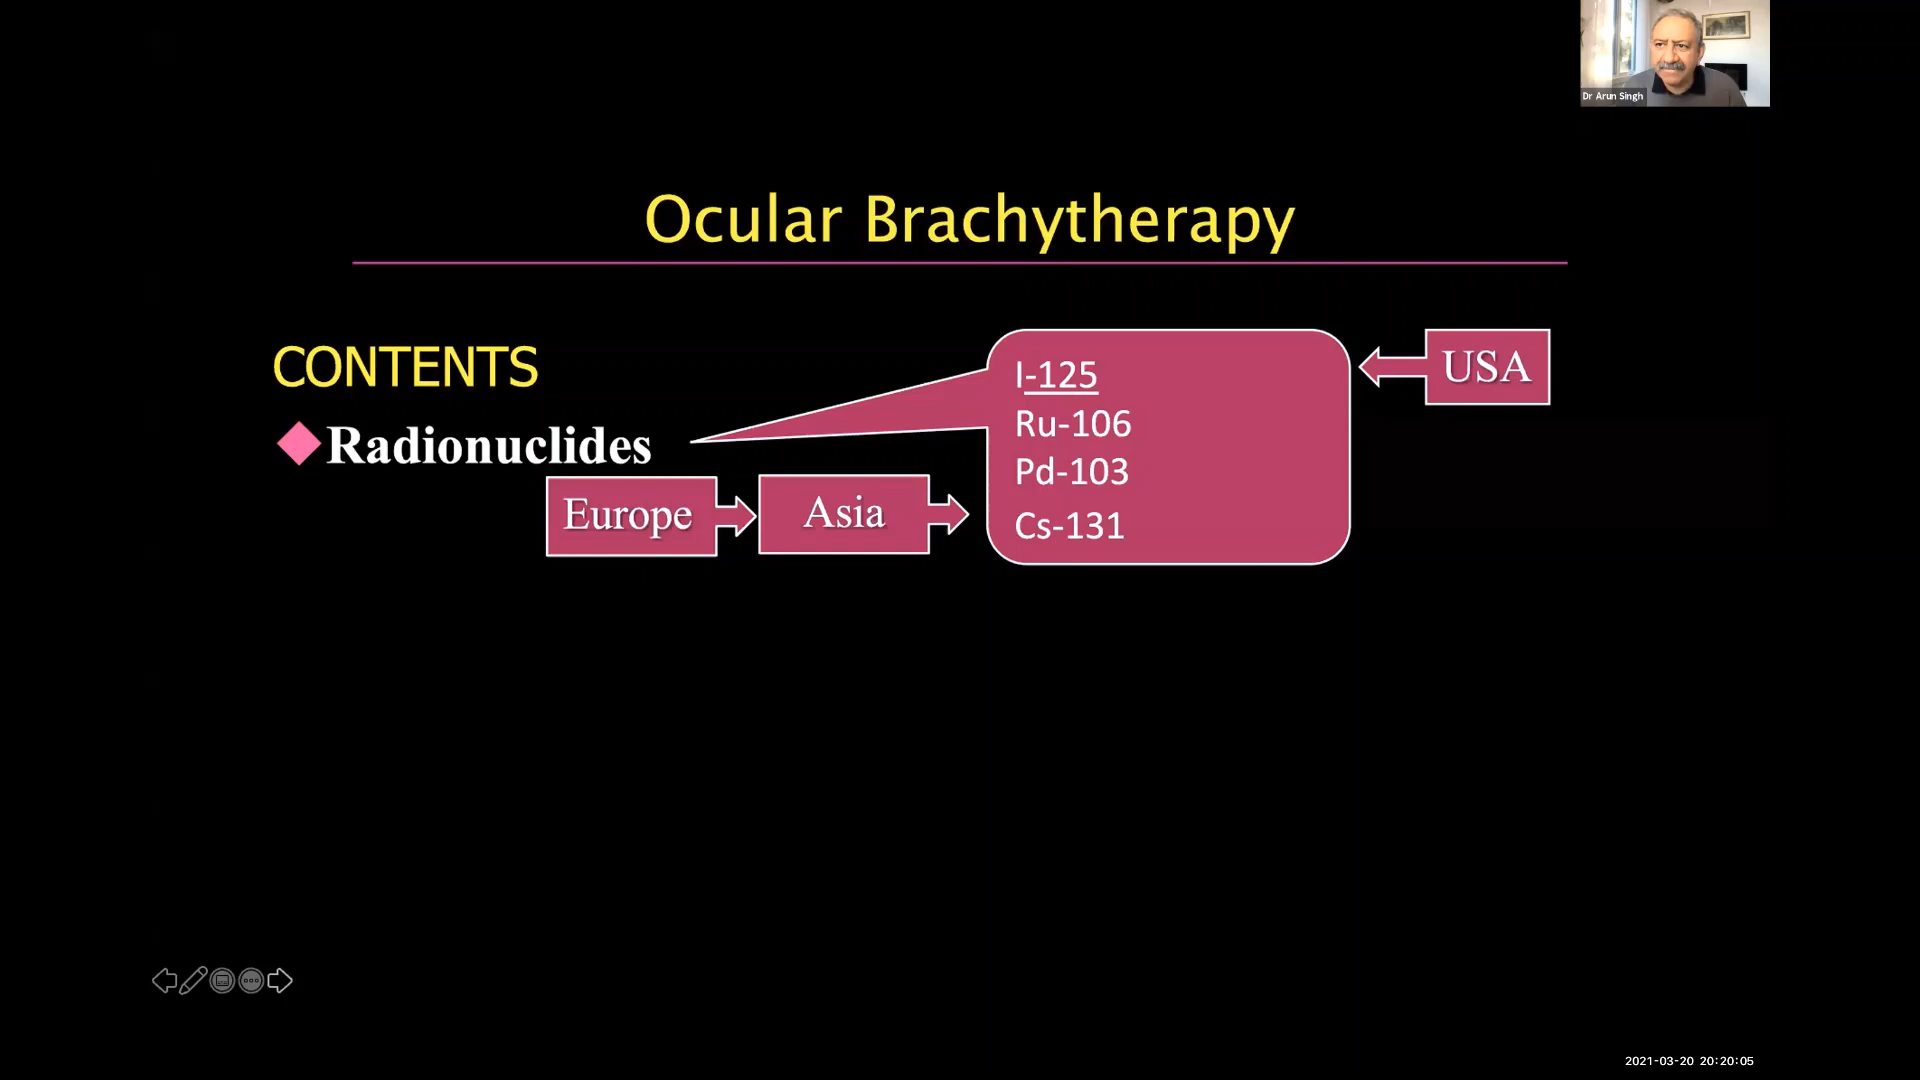 Dr Arun Singh
Ocular Brachytherapy
CONTENTS
Radionuclides
Europe
Asia
I-125
Ru-106
Pd-103
Cs-131
USA
2021-03-20 20:20:05